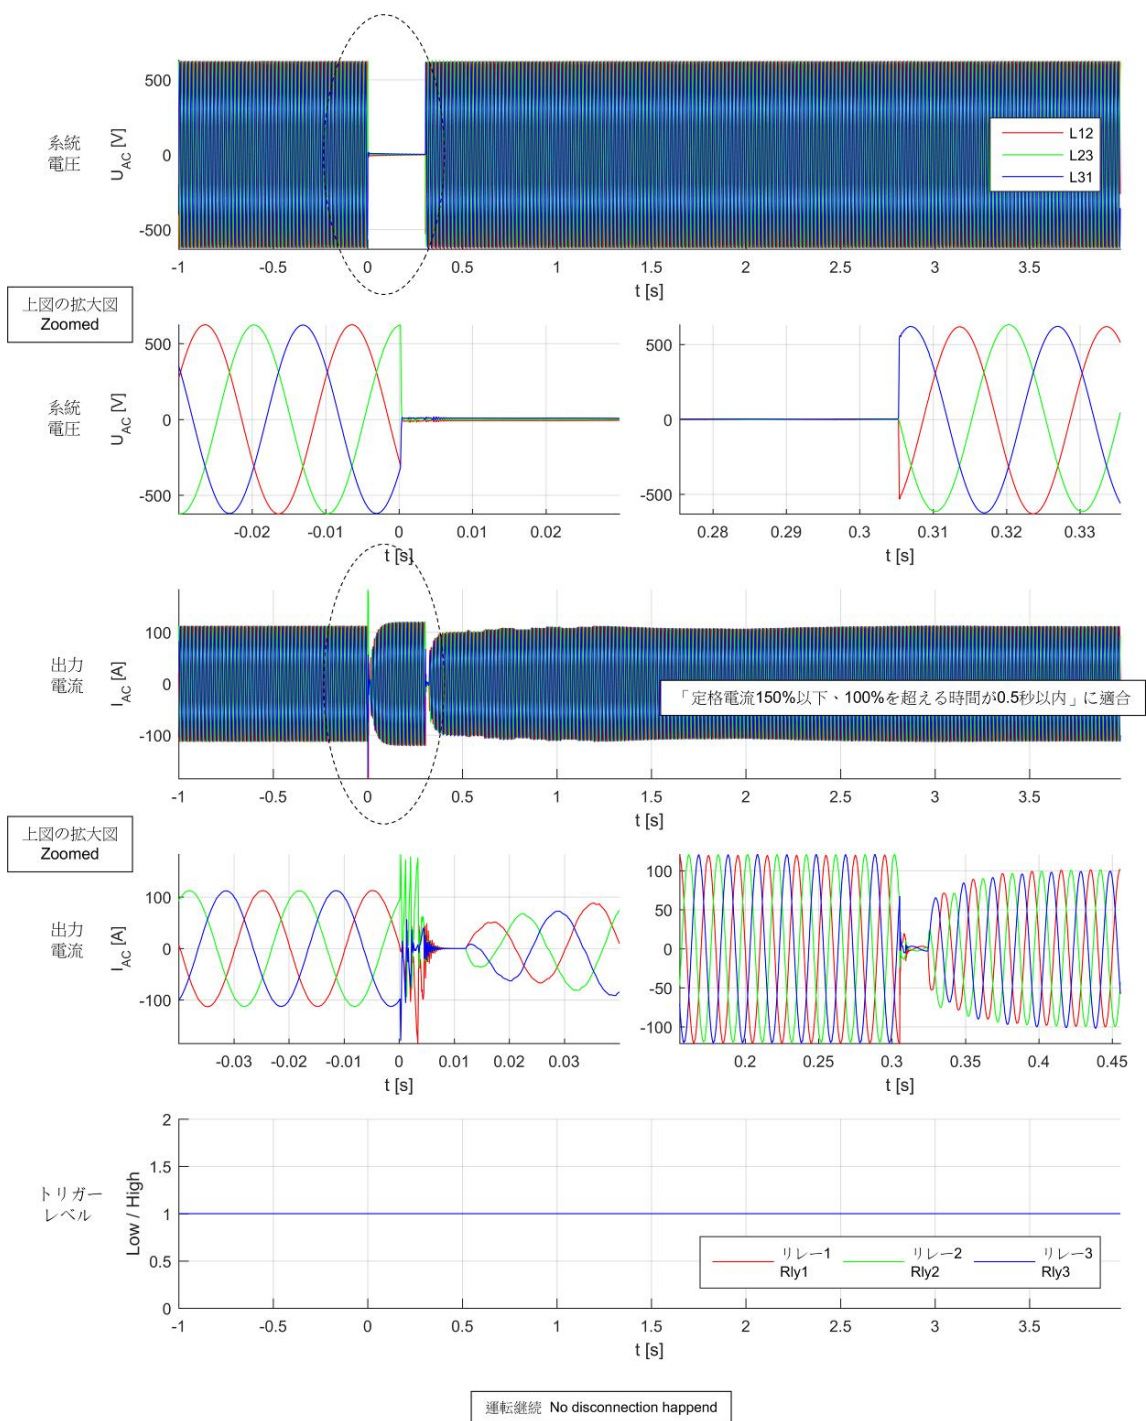 500
0
-500
系統
電圧
U_AC [V]
L12
L23
L31
-1
-0.5
0
0.5
1
1.5
2
2.5
3
3.5
t [s]
上図の拡大図
Zoomed
系統
電圧
U_AC [V]
500
0
-500
-0.02
-0.01
0
0.01
0.02
t [s]
500
0
-500
0.28
0.29
0.3
0.31
0.32
0.33
t [s]
出力
電流
I_AC [A]
100
0
-100
「定格電流150%以下、100%を超える時間が0.5秒以内」に適合
-1
-0.5
0
0.5
1
1.5
2
2.5
3
3.5
t [s]
上図の拡大図
Zoomed
出力
電流
I_AC [A]
100
0
-100
-0.03
-0.02
-0.01
0
0.01
0.02
0.03
t [s]
100
50
0
-50
-100
0.2
0.25
0.3
0.35
0.4
0.45
t [s]
トリガー
レベル
Low / High
2
1.5
1
0.5
0
リレー1
Rly1
リレー2
Rly2
リレー3
Rly3
-1
-0.5
0
0.5
1
1.5
2
2.5
3
3.5
t [s]
運転継続 No disconnection happend